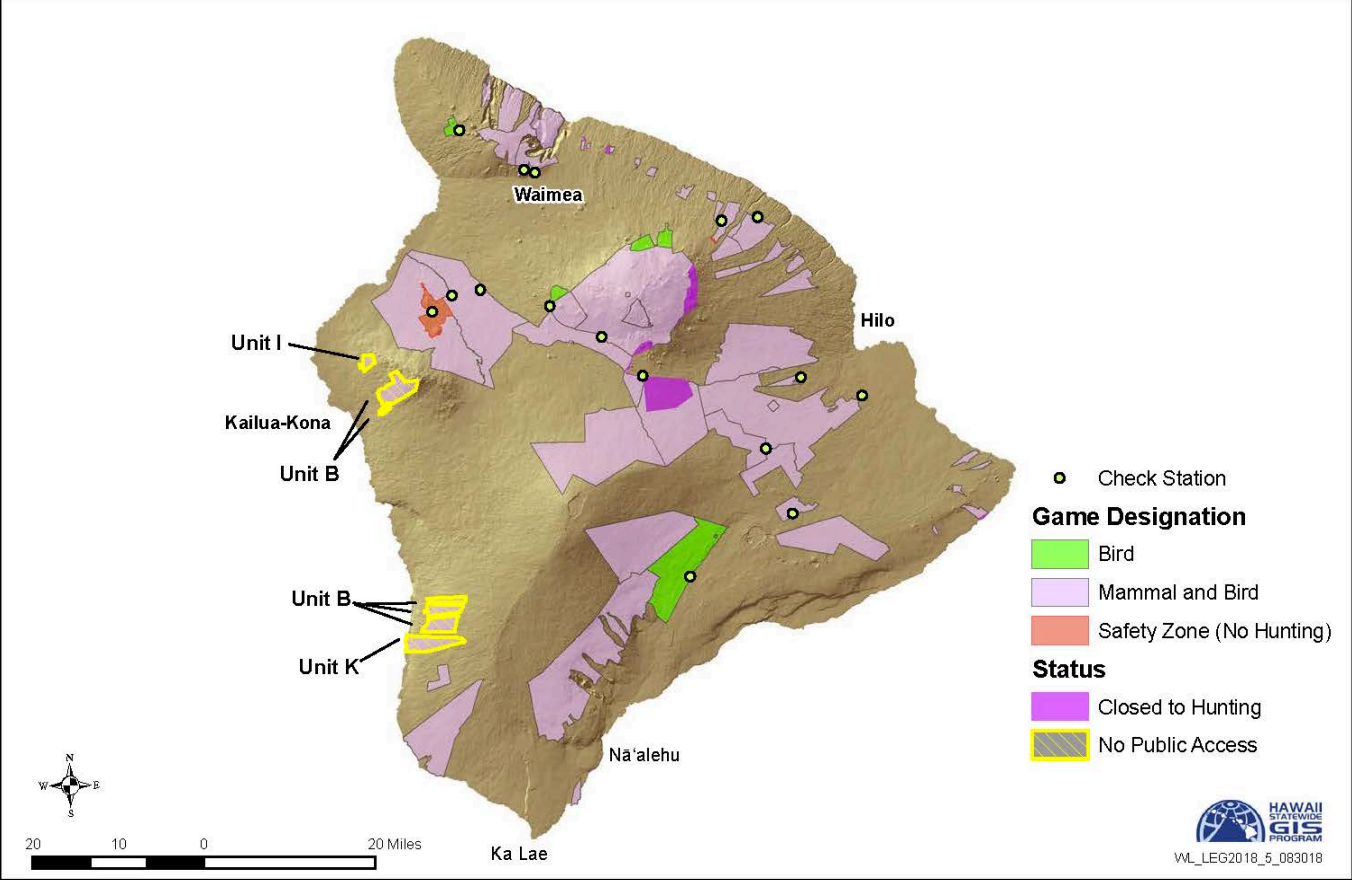 Waimea
Hilo
Unit I
Kailua-Kona
Unit B
Unit B
Unit K
Nāʻalehu
Ka Lae
Check Station
Game Designation
Bird
Mammal and Bird
Safety Zone (No Hunting)
Status
Closed to Hunting
No Public Access
N
W E
S
20 10 0 20 Miles
HAWAII
STATEWIDE
GIS
PROGRAM
WL_LEG2018_5_083018